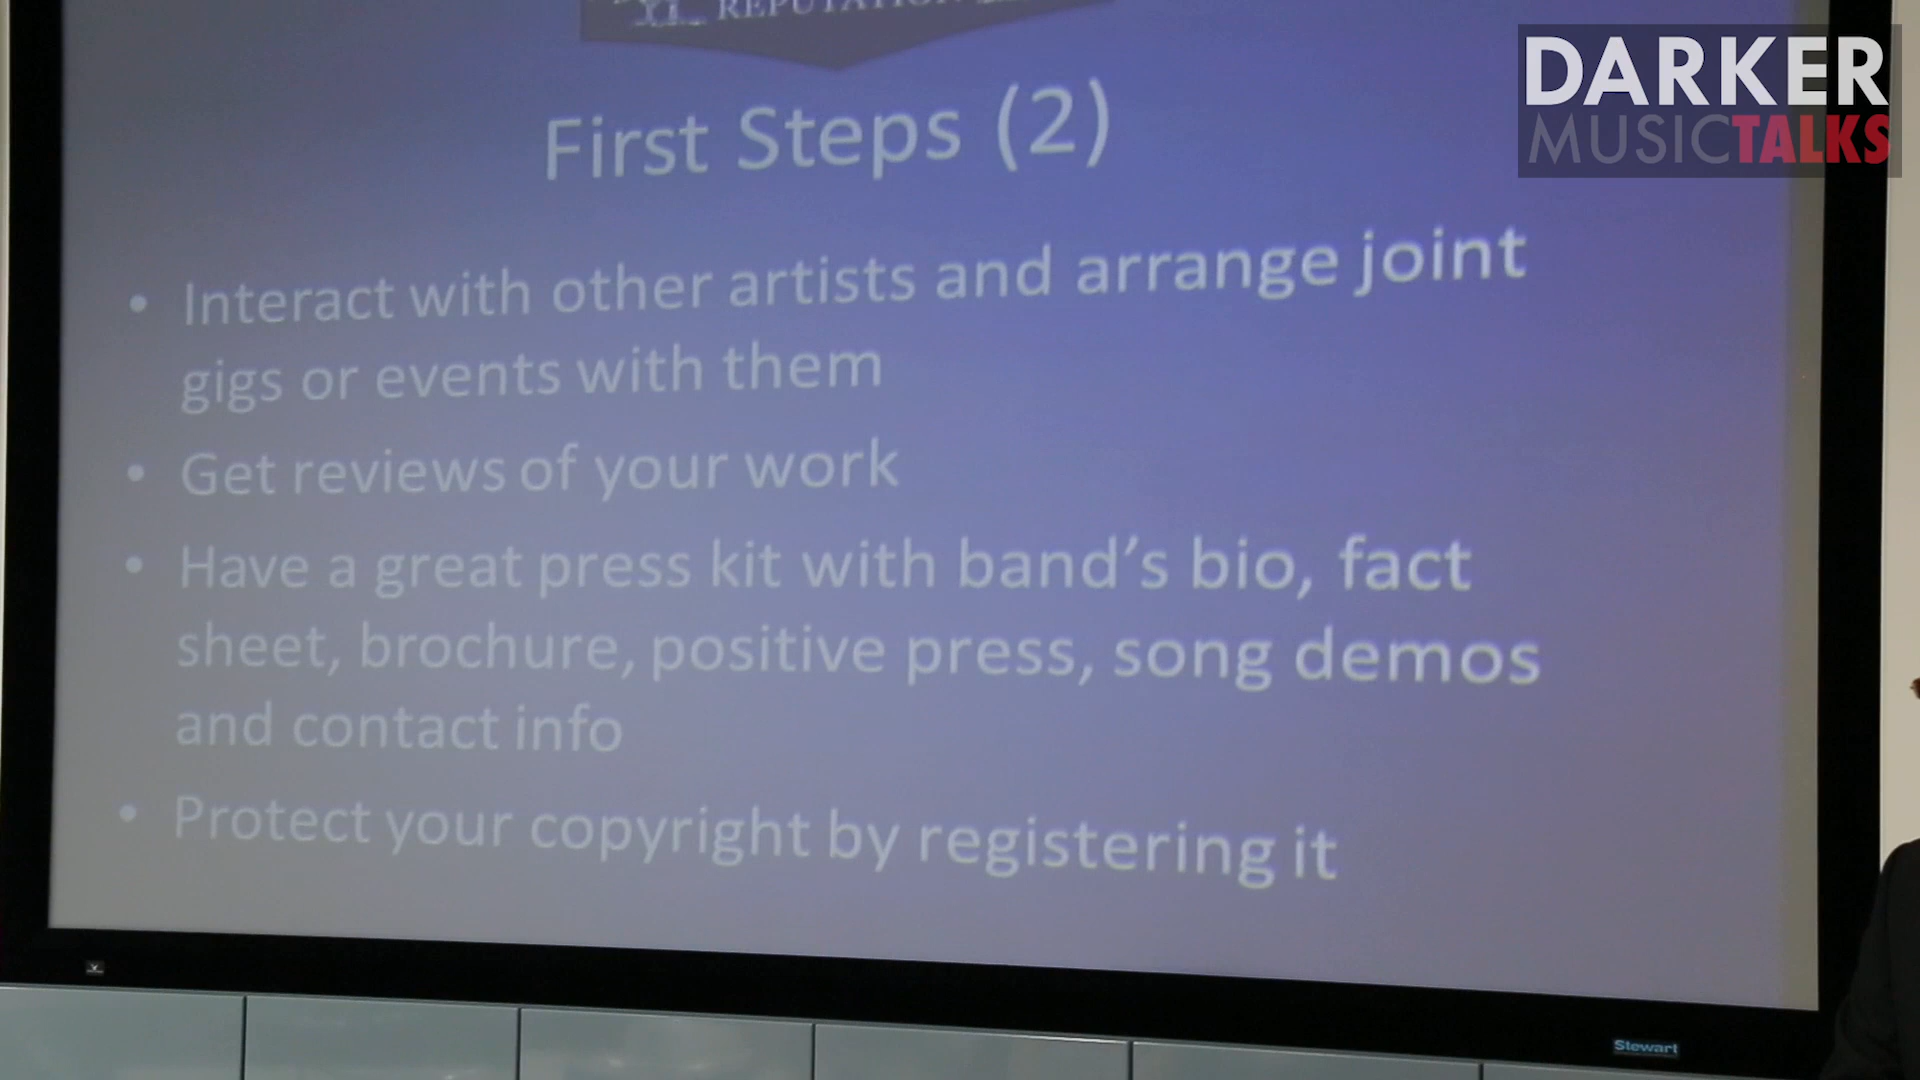 REPUTATION
DARKER
MUSICTALKS
First Steps (2)
• Interact with other artists and arrange joint
gigs or events with them
• Get reviews of your work
• Have a great press kit with band’s bio, fact
sheet, brochure, positive press, song demos
and contact info
• Protect your copyright by registering it
Stewart